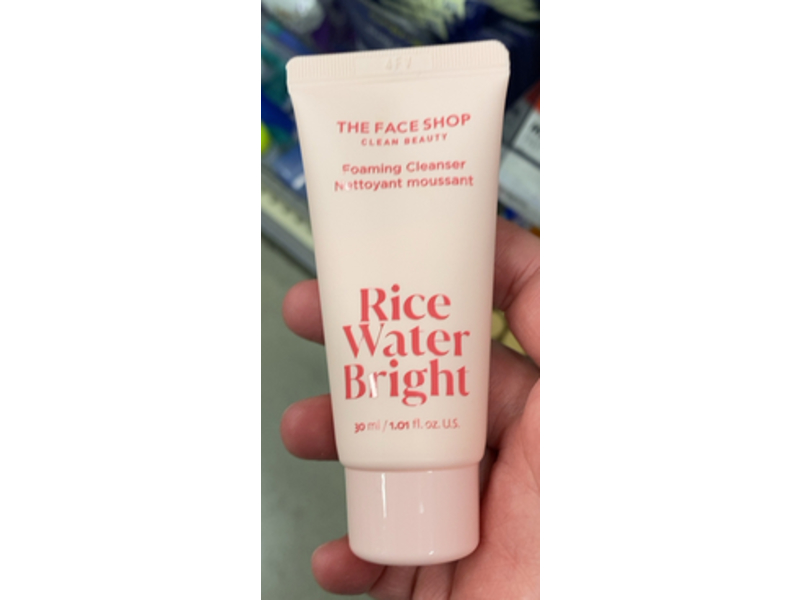 THE FACE SHOP
CLEAN BEAUTY
Foaming Cleanser
Nettoyant moussant
Rice
Water
Bright
30 ml / 1.01 fl. oz. U.S.